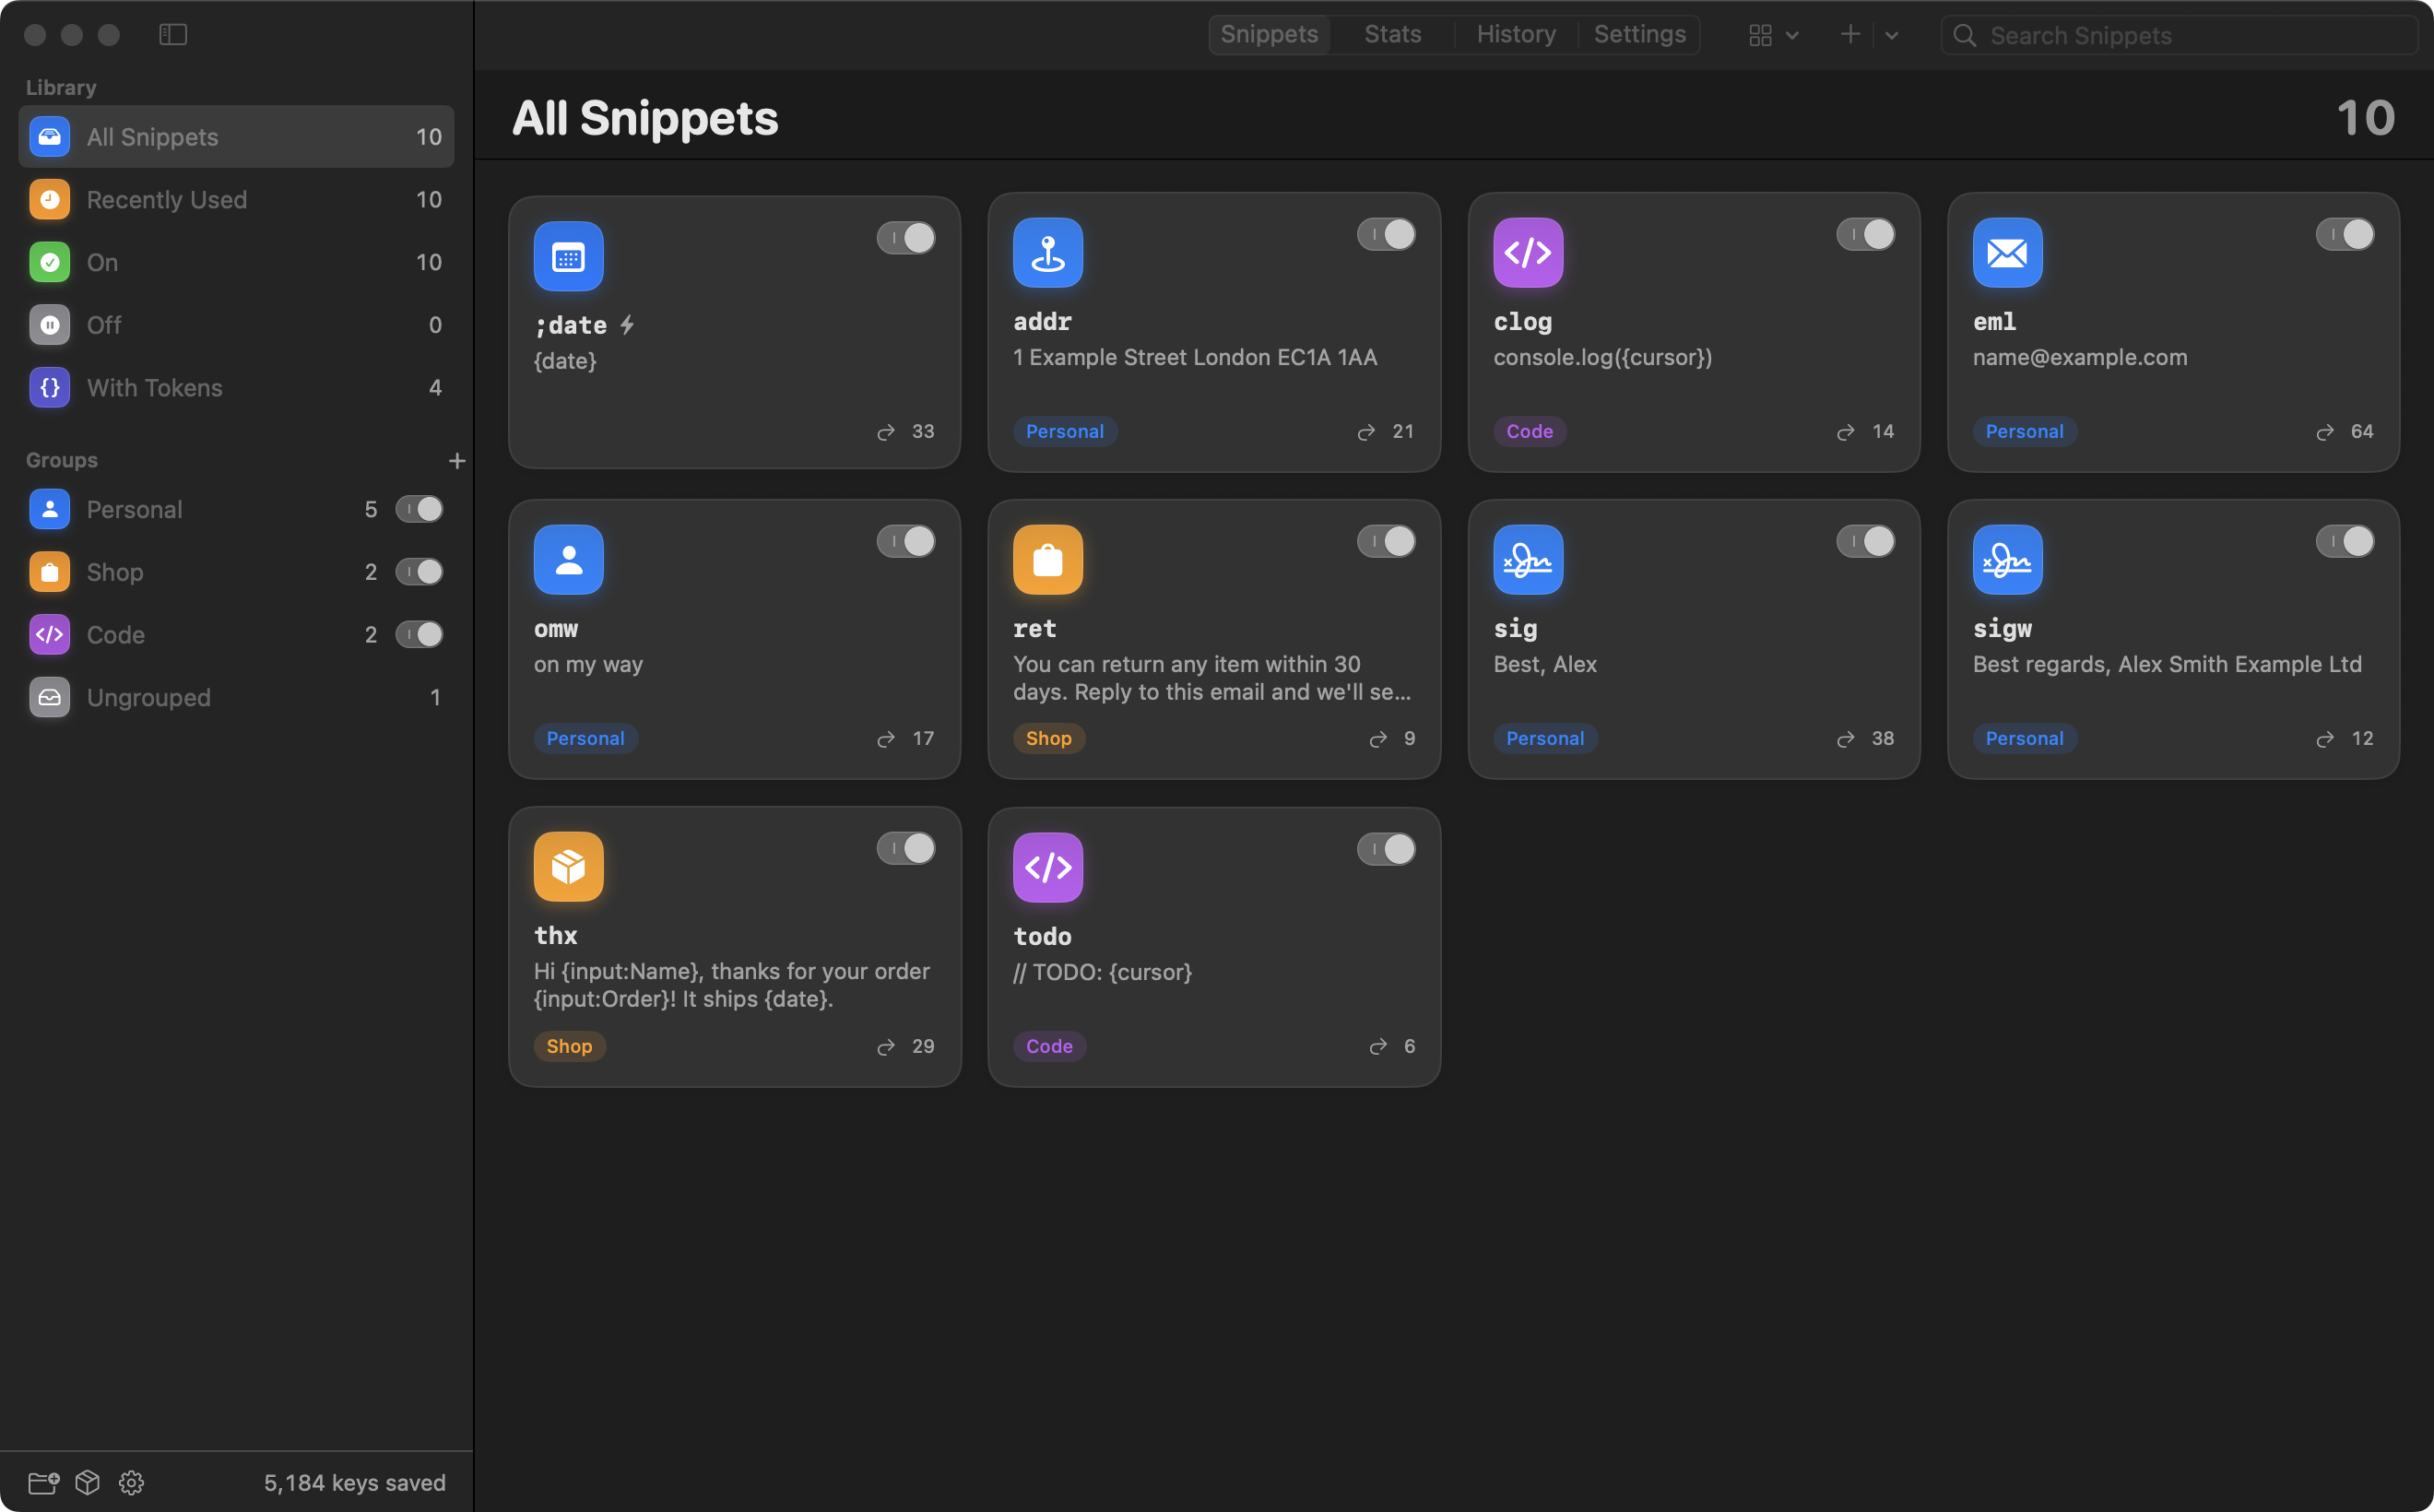 Snippets Stats History Settings Search Snippets
Library
All Snippets 10
Recently Used 10
On 10
Off 0
With Tokens 4
Groups
Personal 5
Shop 2
Code 2
Ungrouped 1
5,184 keys saved
All Snippets 10
;date
{date}
33
addr
1 Example Street London EC1A 1AA
Personal 21
clog
console.log({cursor})
Code 14
eml
name@example.com
Personal 64
omw
on my way
Personal 17
ret
You can return any item within 30
days. Reply to this email and we'll se...
Shop 9
sig
Best, Alex
Personal 38
sigw
Best regards, Alex Smith Example Ltd
Personal 12
thx
Hi {input:Name}, thanks for your order
{input:Order}! It ships {date}.
Shop 29
todo
// TODO: {cursor}
Code 6